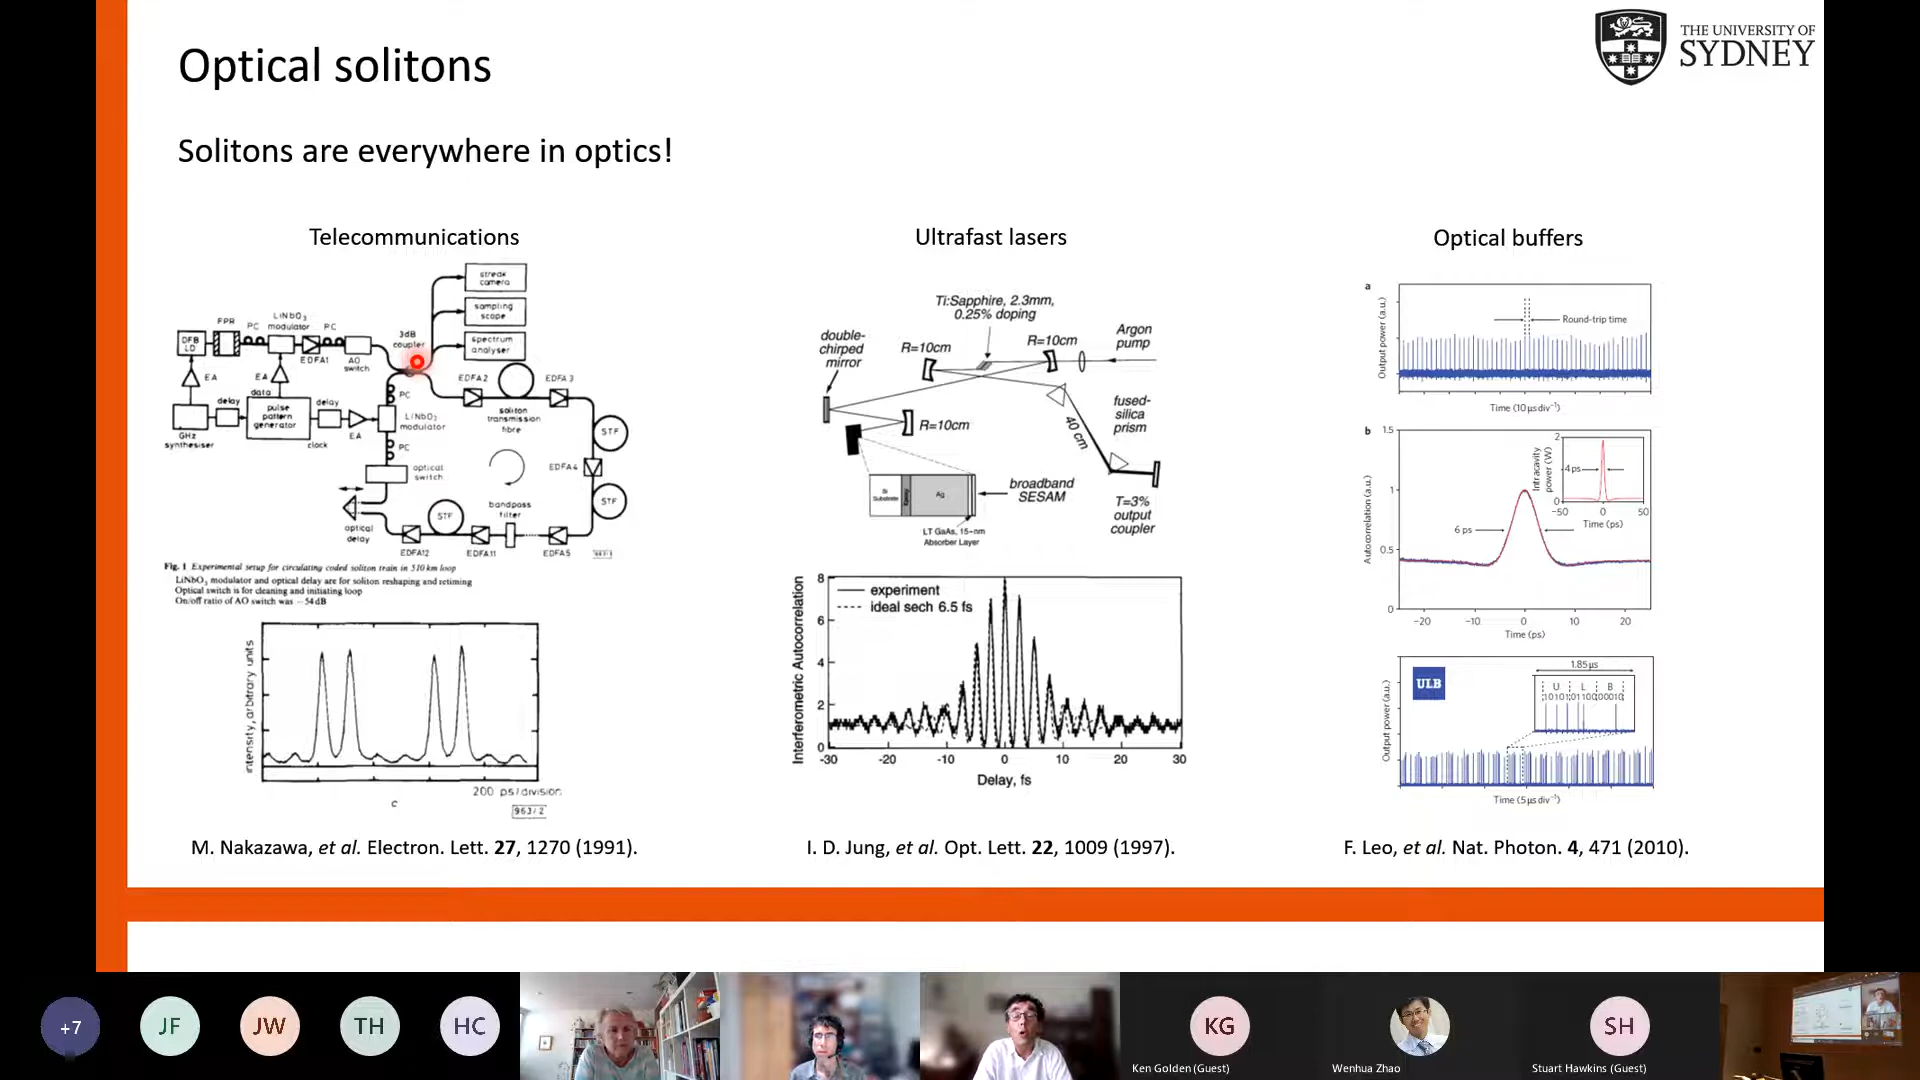 Optical solitons
THE UNIVERSITY OF
SYDNEY
Solitons are everywhere in optics!
Telecommunications
streak
camera
sampling
scope
spectrum
analyser
FPR
PC
LiNbO3
modulator
PC
3dB
coupler
DFB
LD
EDFA1
AO
switch
EA
EA
EDFA2
EDFA3
data
PC
delay
pulse
pattern
generator
delay
LiNbO3
modulator
soliton
transmission
fibre
STF
GHz
synthesiser
clock
EA
PC
optical
switch
EDFA4
STF
STF
bandpass
filter
optical
delay
EDFA12
EDFA11
EDFA5
Fig. 1 Experimental setup for circulating coded soliton train in 510 km loop
LiNbO3 modulator and optical delay are for soliton reshaping and retiming
Optical switch is for cleaning and initiating loop
On/off ratio of AO switch was −54 dB
intensity, arbitrary units
200 ps/division
c
963/2
M. Nakazawa, et al. Electron. Lett. 27, 1270 (1991).
Ultrafast lasers
Ti:Sapphire, 2.3mm,
0.25% doping
double-
chirped
mirror
R=10cm
R=10cm
Argon
pump
R=10cm
40 cm
fused-
silica
prism
Si
Substrate
Ag
broadband
SESAM
LT GaAs, 15-nm
Absorber Layer
T=3%
output
coupler
Interferometric Autocorrelation
8
6
4
2
0
experiment
ideal sech 6.5 fs
-30 -20 -10 0 10 20 30
Delay, fs
I. D. Jung, et al. Opt. Lett. 22, 1009 (1997).
Optical buffers
a
Output power (a.u.)
Round-trip time
Time (10 µs div⁻¹)
b
Autocorrelation (a.u.)
1.5
1
0.5
0
6 ps
Intracavity
power (W)
2
0
4 ps
−50 0 50
Time (ps)
−20 −10 0 10 20
Time (ps)
Output power (a.u.)
ULB
1.85 µs
U L B
Time (5 µs div⁻¹)
F. Leo, et al. Nat. Photon. 4, 471 (2010).
+7
JF
JW
TH
HC
KG
Ken Golden (Guest)
Wenhua Zhao
SH
Stuart Hawkins (Guest)